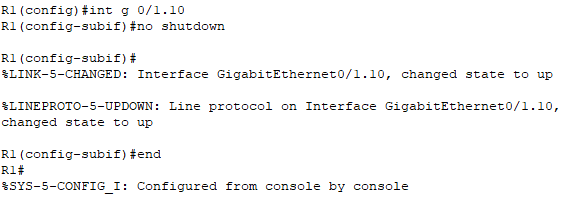 R1(config)#int g 0/1.10
R1(config-subif)#no shutdown
R1(config-subif)#
%LINK-5-CHANGED: Interface GigabitEthernet0/1.10, changed state to up
%LINEPROTO-5-UPDOWN: Line protocol on Interface GigabitEthernet0/1.10,
changed state to up
R1(config-subif)#end
R1#
%SYS-5-CONFIG_I: Configured from console by console